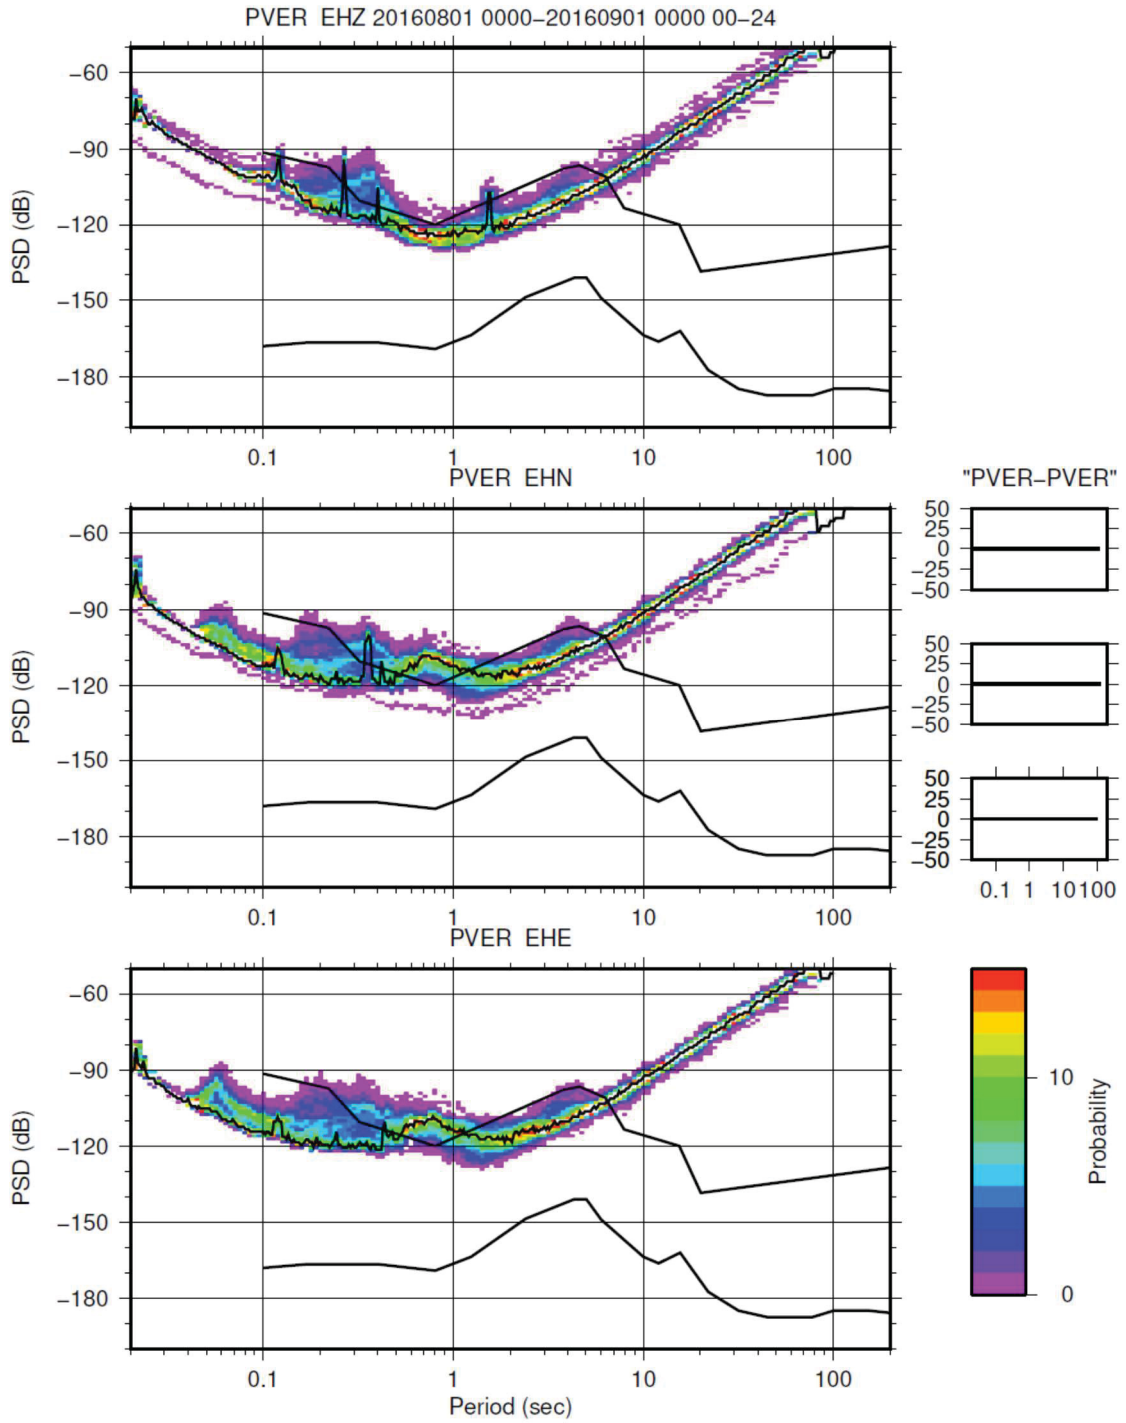 PVER EHZ 20160801 0000−20160901 0000 00−24
−60
−90
−120
−150
−180
PSD (dB)
0.1 1 10 100
PVER EHN
−60
−90
−120
−150
−180
PSD (dB)
0.1 1 10 100
"PVER−PVER"
50
25
0
−25
−50
50
25
0
−25
−50
50
25
0
−25
−50
0.1 1 10 100
PVER EHE
−60
−90
−120
−150
−180
PSD (dB)
0.1 1 10 100
Period (sec)
10
0
Probability